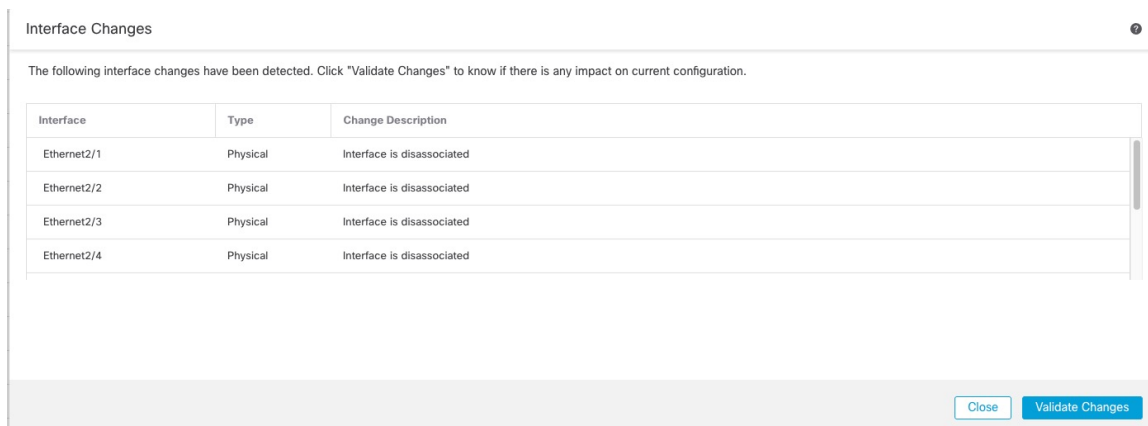 Interface Changes
?
The following interface changes have been detected. Click "Validate Changes" to know if there is any impact on current configuration.
Interface Type Change Description
Ethernet2/1 Physical Interface is disassociated
Ethernet2/2 Physical Interface is disassociated
Ethernet2/3 Physical Interface is disassociated
Ethernet2/4 Physical Interface is disassociated
Close Validate Changes